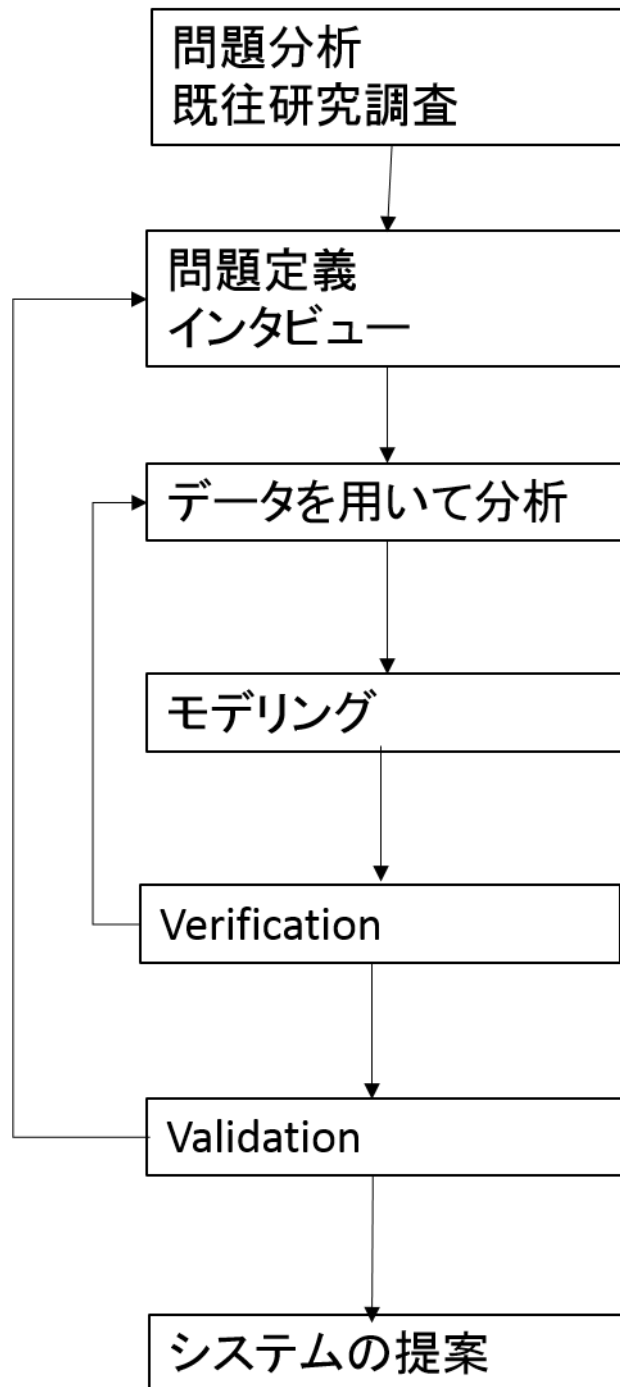 問題分析
既往研究調査
問題定義
インタビュー
データを用いて分析
モデリング
Verification
Validation
システムの提案